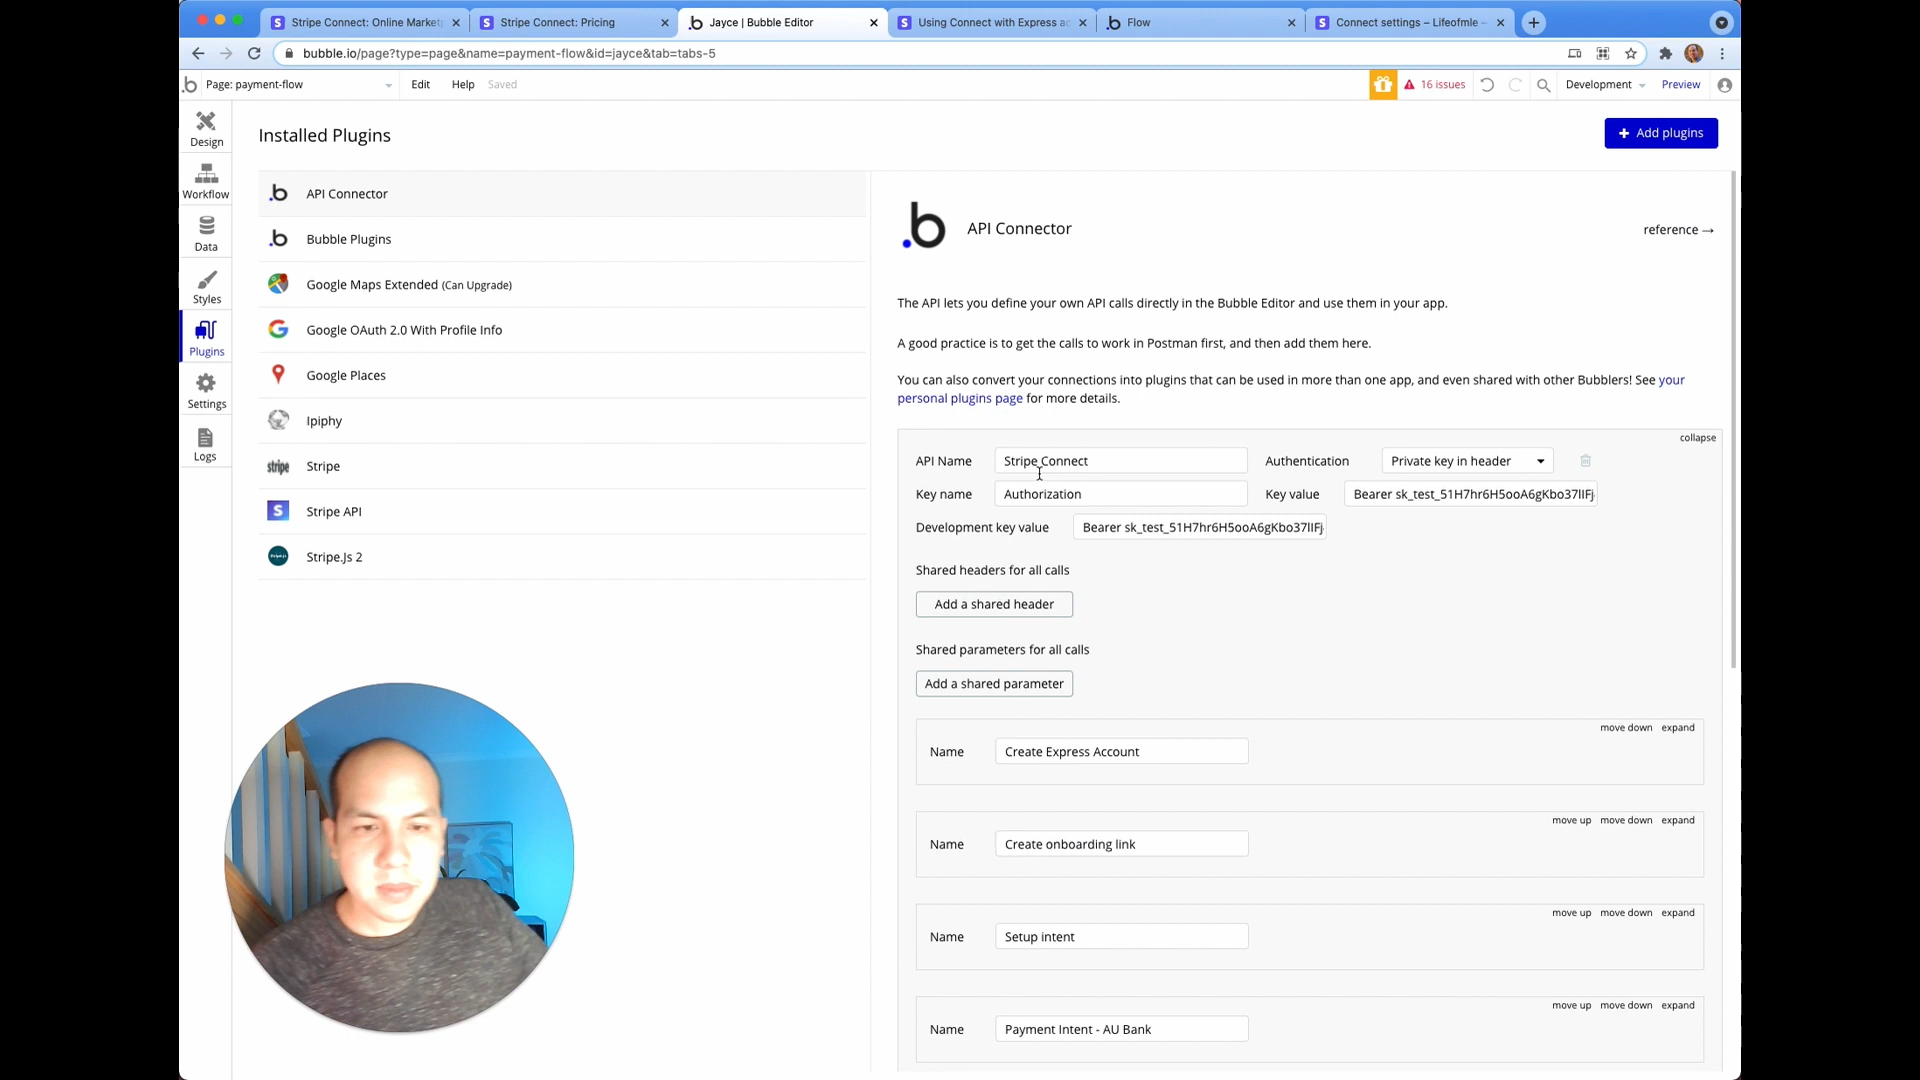 Stripe Connect: Online Market
Stripe Connect: Pricing
Jayce | Bubble Editor
Using Connect with Express ac
Flow
Connect settings – Lifeofmle –
bubble.io/page?type=page&name=payment-flow&id=jayce&tab=tabs-5
Page: payment-flow
Edit
Help
Saved
16 issues
Development
Preview
Design
Workflow
Data
Styles
Plugins
Settings
Logs
Installed Plugins
+ Add plugins
API Connector
Bubble Plugins
Google Maps Extended (Can Upgrade)
Google OAuth 2.0 With Profile Info
Google Places
Ipiphy
stripe Stripe
Stripe API
Stripe.Js 2
API Connector
reference →
The API lets you define your own API calls directly in the Bubble Editor and use them in your app.
A good practice is to get the calls to work in Postman first, and then add them here.
You can also convert your connections into plugins that can be used in more than one app, and even shared with other Bubblers! See your
personal plugins page for more details.
collapse
API Name Stripe Connect Authentication Private key in header
Key name Authorization Key value Bearer
Development key value Bearer
Shared headers for all calls
Add a shared header
Shared parameters for all calls
Add a shared parameter
move down expand
Name Create Express Account
move up move down expand
Name Create onboarding link
move up move down expand
Name Setup intent
move up move down expand
Name Payment Intent - AU Bank